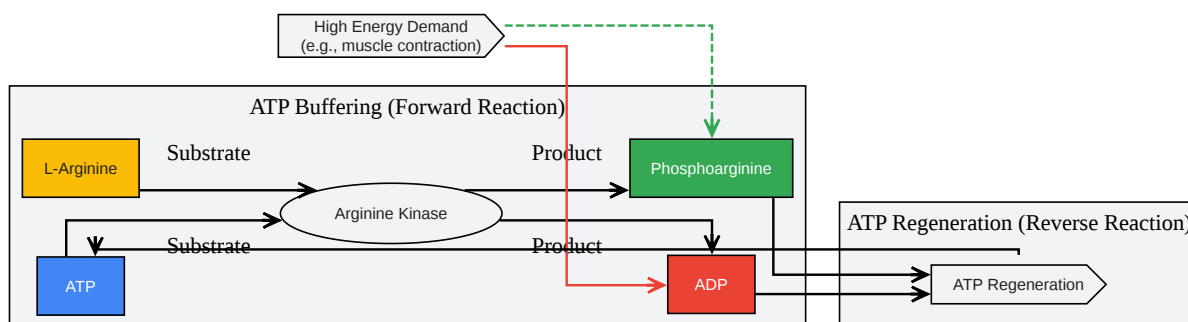 High Energy Demand
(e.g., muscle contraction)
ATP Buffering (Forward Reaction)
L-Arginine
Substrate
Product
Phosphoarginine
Arginine Kinase
ATP Regeneration (Reverse Reaction)
Substrate
Product
ATP
ADP
ATP Regeneration